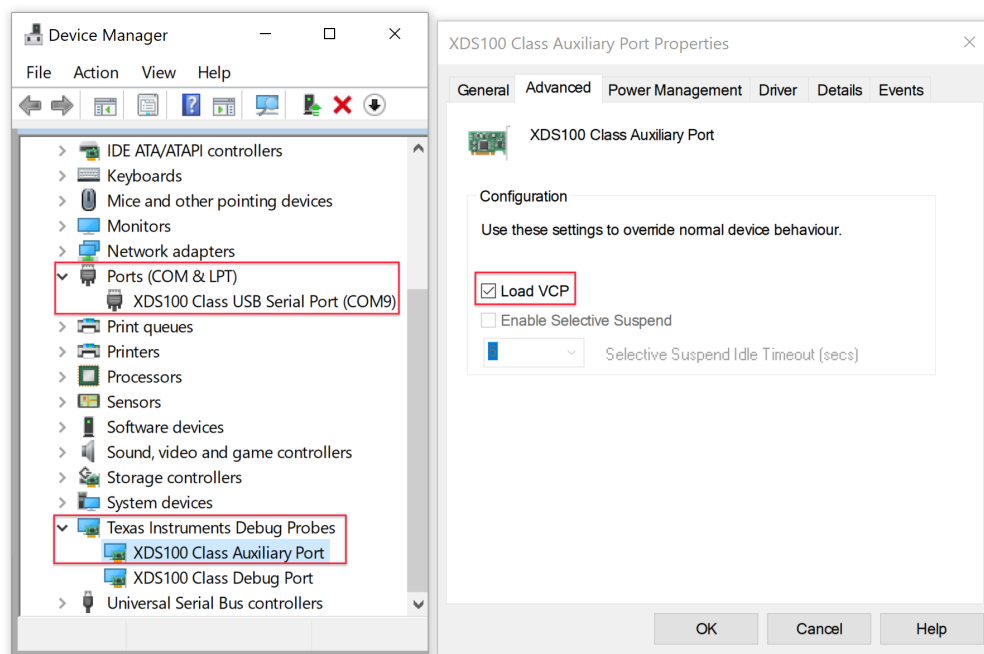 Device Manager
File Action View Help
IDE ATA/ATAPI controllers
Keyboards
Mice and other pointing devices
Monitors
Network adapters
Ports (COM & LPT)
XDS100 Class USB Serial Port (COM9)
Print queues
Printers
Processors
Sensors
Software devices
Sound, video and game controllers
Storage controllers
System devices
Texas Instruments Debug Probes
XDS100 Class Auxiliary Port
XDS100 Class Debug Port
Universal Serial Bus controllers
XDS100 Class Auxiliary Port Properties
General Advanced Power Management Driver Details Events
XDS100 Class Auxiliary Port
Configuration
Use these settings to override normal device behaviour.
Load VCP
Enable Selective Suspend
Selective Suspend Idle Timeout (secs)
OK Cancel Help